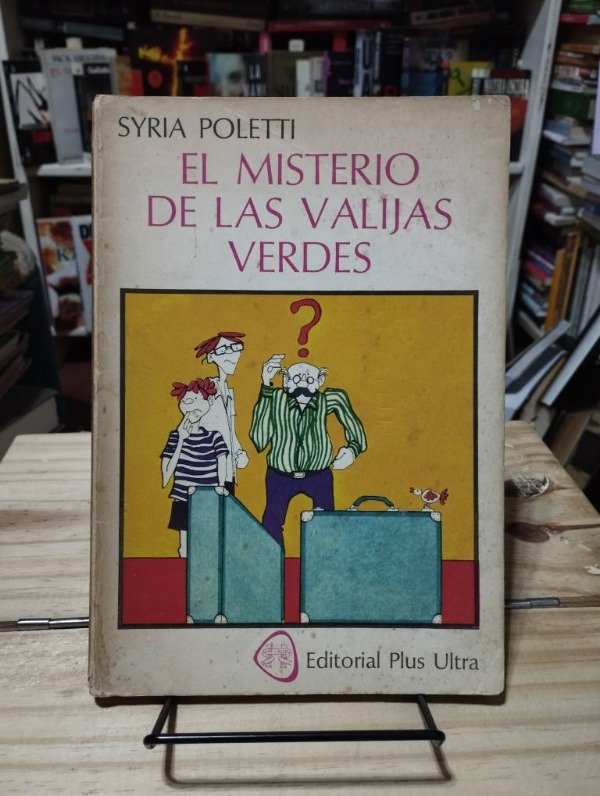 SYRIA POLETTI
EL MISTERIO
DE LAS VALIJAS
VERDES
?
Editorial Plus Ultra